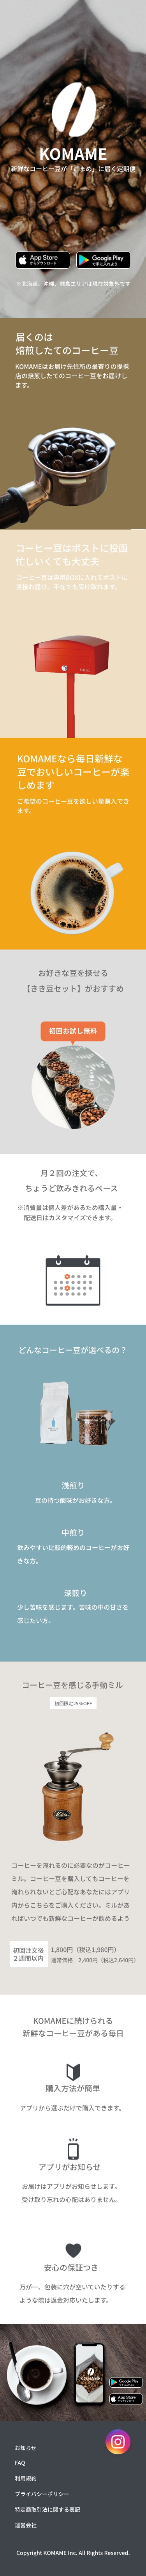 KOMAME
新鮮なコーヒー豆が「こまめ」に届く定期便
App Store
からダウンロード
Google Play
で手に入れよう
※北海道、沖縄、離島エリアは現在対象外です
届くのは
焙煎したてのコーヒー豆
KOMAMEはお届け先住所の最寄りの提携
店の焙煎したてのコーヒー豆をお届けし
ます。
コーヒー豆はポストに投函
忙しいくても大丈夫
コーヒー豆は専用BOXに入れてポストに
直接お届け。不在でも受け取れます。
KOMAMEなら毎日新鮮な
豆でおいしいコーヒーが楽
しめます
ご希望のコーヒー豆を欲しい量購入でき
ます。
お好きな豆を探せる
【きき豆セット】がおすすめ
初回お試し無料
月２回の注文で、
ちょうど飲みきれるペース
※消費量は個人差があるため購入量・
配送日はカスタマイズできます。
どんなコーヒー豆が選べるの？
浅煎り
豆の持つ酸味がお好きな方。
中煎り
飲みやすい比較的軽めのコーヒーがお好
きな方。
深煎り
少し苦味を感じます。苦味の中の甘さを
感じたい方。
コーヒー豆を感じる手動ミル
初回限定25%OFF
Kalita
コーヒーを淹れるのに必要なのがコーヒー
ミル。コーヒー豆を購入してもコーヒーを
淹れられないとご心配なあなたにはアプリ
内からこちらをご購入ください。ミルがあ
ればいつでも新鮮なコーヒーが飲めるよう
初回注文後
２週間以内
1,800円（税込1,980円）
通常価格　2,400円（税込2,640円）
KOMAMEに続けられる
新鮮なコーヒー豆がある毎日
購入方法が簡単
アプリから選ぶだけで購入できます。
アプリがお知らせ
お届けはアプリがお知らせします。
受け取り忘れの心配はありません。
安心の保証つき
万が一、包装に穴が空いていたりする
ような際は返金対応いたします。
KOMAME
Google Play
で手に入れよう
App Store
からダウンロード
お知らせ
FAQ
利用規約
プライバシーポリシー
特定商取引法に関する表記
運営会社
Copyright KOMAME Inc. All Rights Reserved.